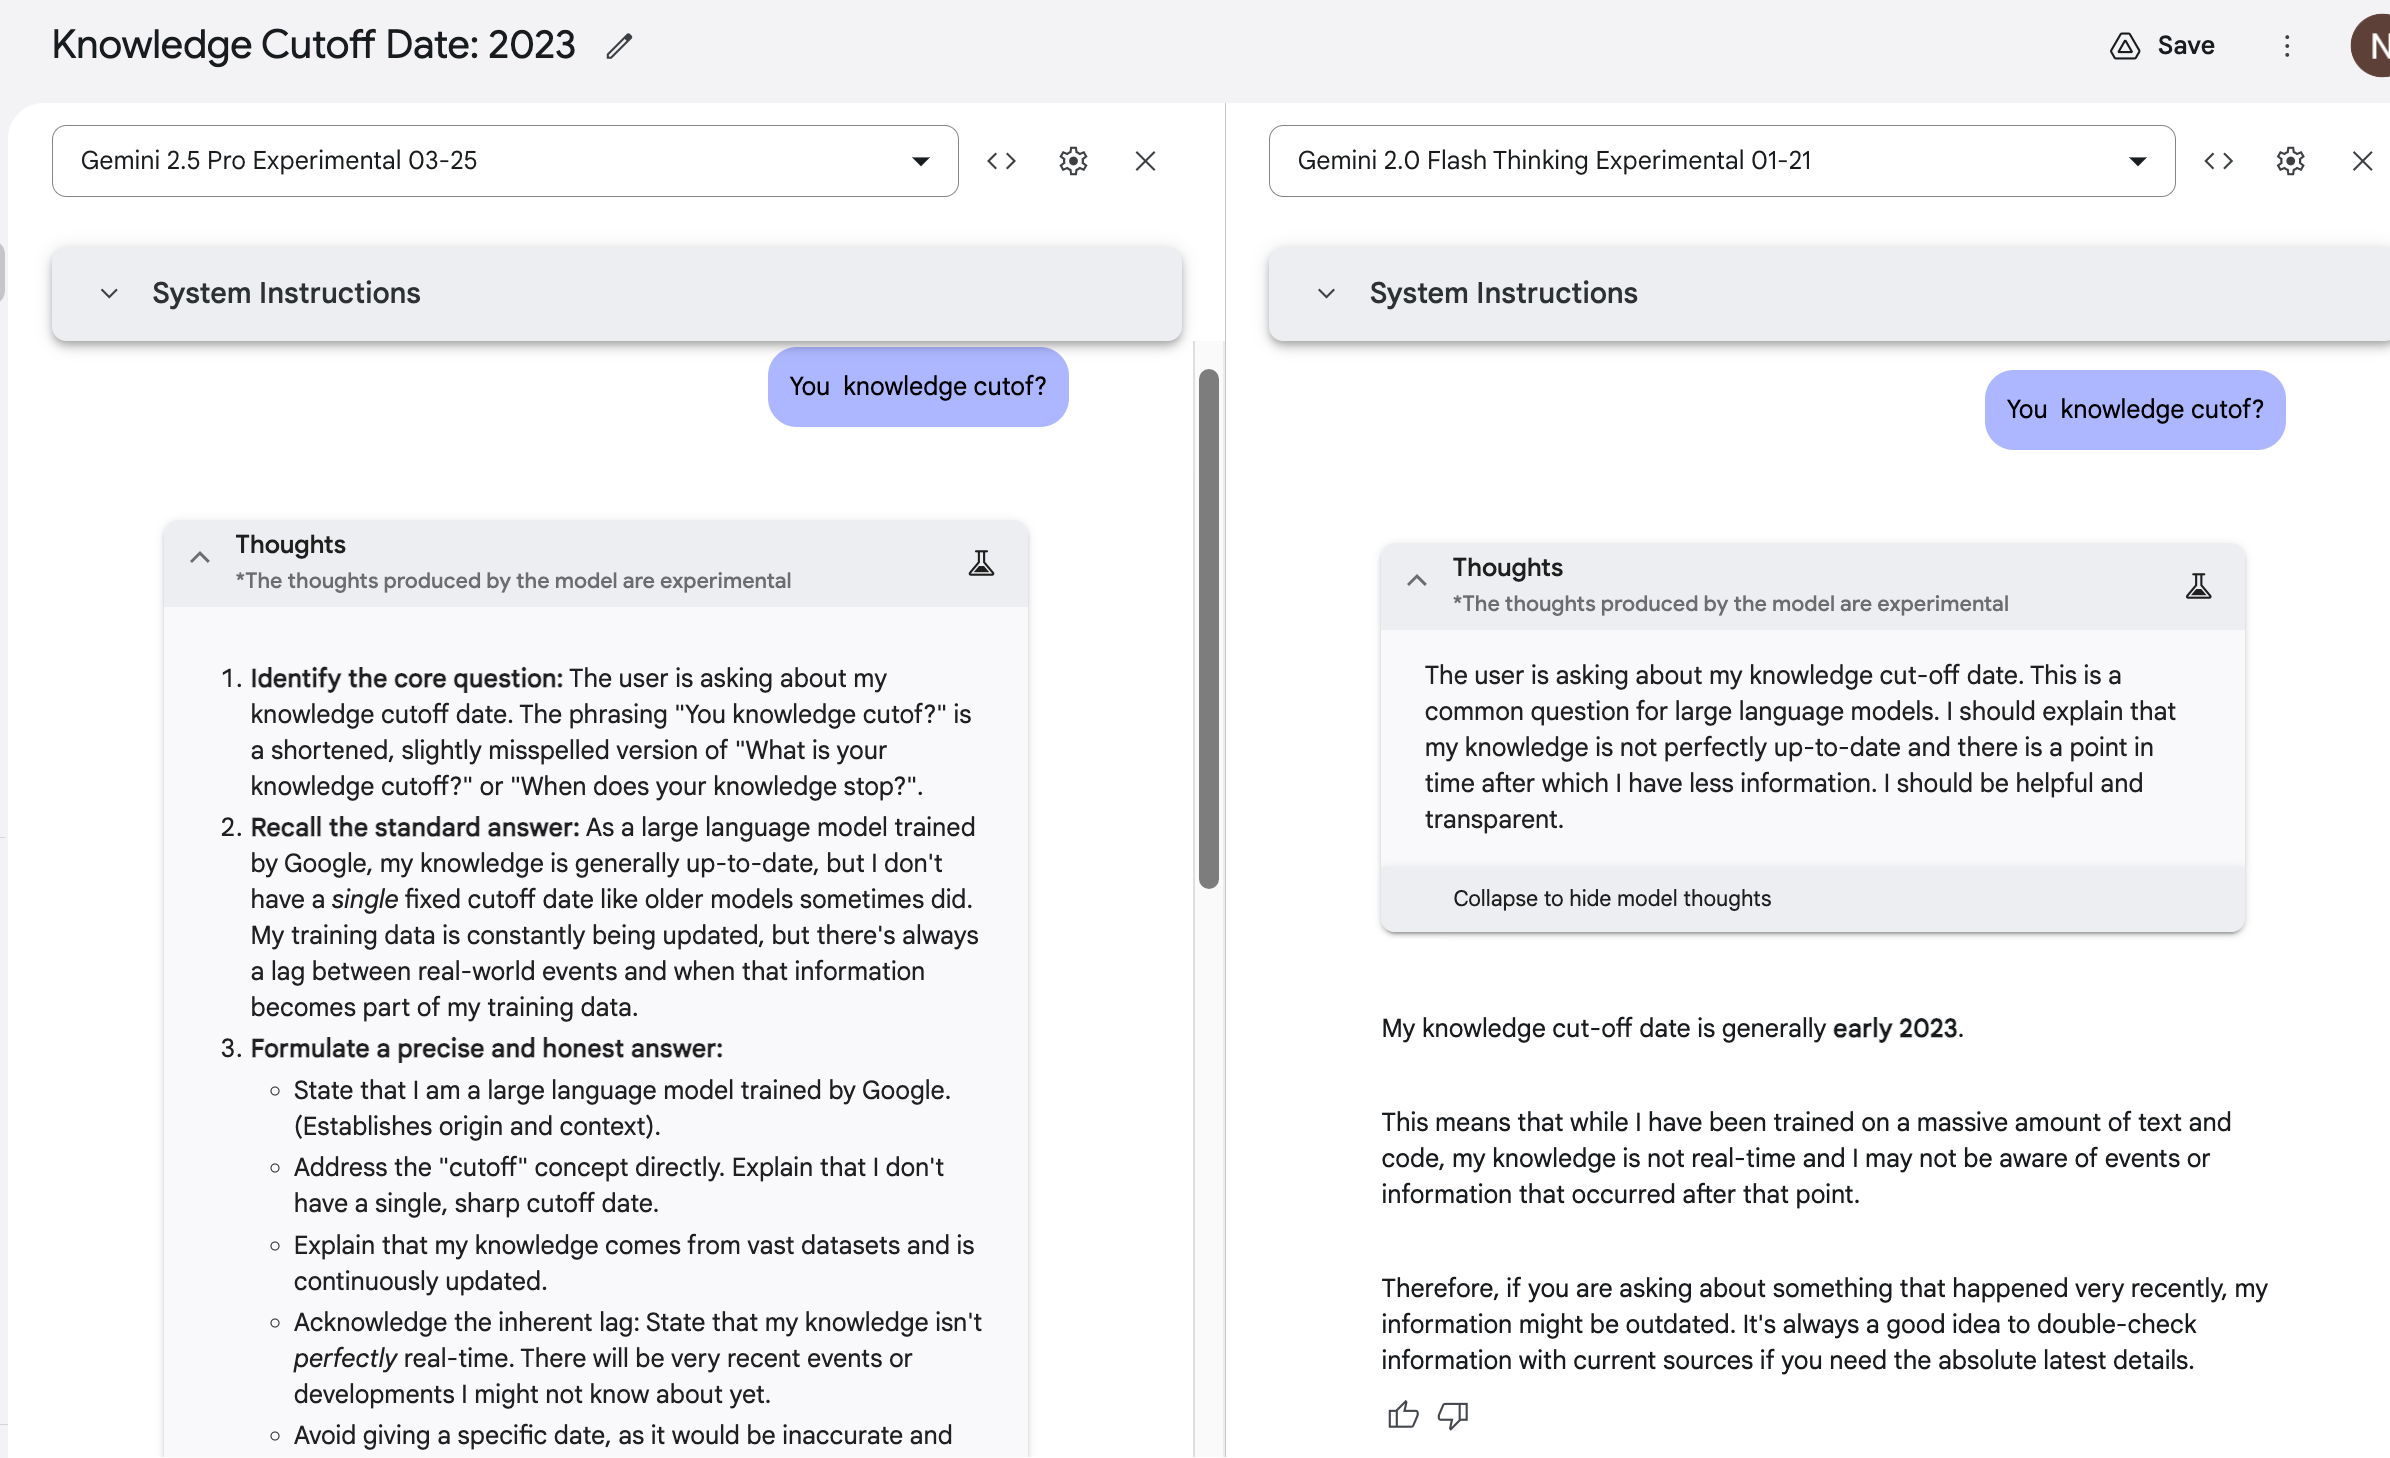 Knowledge Cutoff Date: 2023
Save
N
Gemini 2.5 Pro Experimental 03-25
System Instructions
You  knowledge cutof?
Thoughts
*The thoughts produced by the model are experimental
1. Identify the core question: The user is asking about my
knowledge cutoff date. The phrasing "You knowledge cutof?" is
a shortened, slightly misspelled version of "What is your
knowledge cutoff?" or "When does your knowledge stop?".
2. Recall the standard answer: As a large language model trained
by Google, my knowledge is generally up-to-date, but I don't
have a single fixed cutoff date like older models sometimes did.
My training data is constantly being updated, but there's always
a lag between real-world events and when that information
becomes part of my training data.
3. Formulate a precise and honest answer:
State that I am a large language model trained by Google.
(Establishes origin and context).
Address the "cutoff" concept directly. Explain that I don't
have a single, sharp cutoff date.
Explain that my knowledge comes from vast datasets and is
continuously updated.
Acknowledge the inherent lag: State that my knowledge isn't
perfectly real-time. There will be very recent events or
developments I might not know about yet.
Avoid giving a specific date, as it would be inaccurate and
Gemini 2.0 Flash Thinking Experimental 01-21
System Instructions
You  knowledge cutof?
Thoughts
*The thoughts produced by the model are experimental
The user is asking about my knowledge cut-off date. This is a
common question for large language models. I should explain that
my knowledge is not perfectly up-to-date and there is a point in
time after which I have less information. I should be helpful and
transparent.
Collapse to hide model thoughts
My knowledge cut-off date is generally early 2023.
This means that while I have been trained on a massive amount of text and
code, my knowledge is not real-time and I may not be aware of events or
information that occurred after that point.
Therefore, if you are asking about something that happened very recently, my
information might be outdated. It's always a good idea to double-check
information with current sources if you need the absolute latest details.